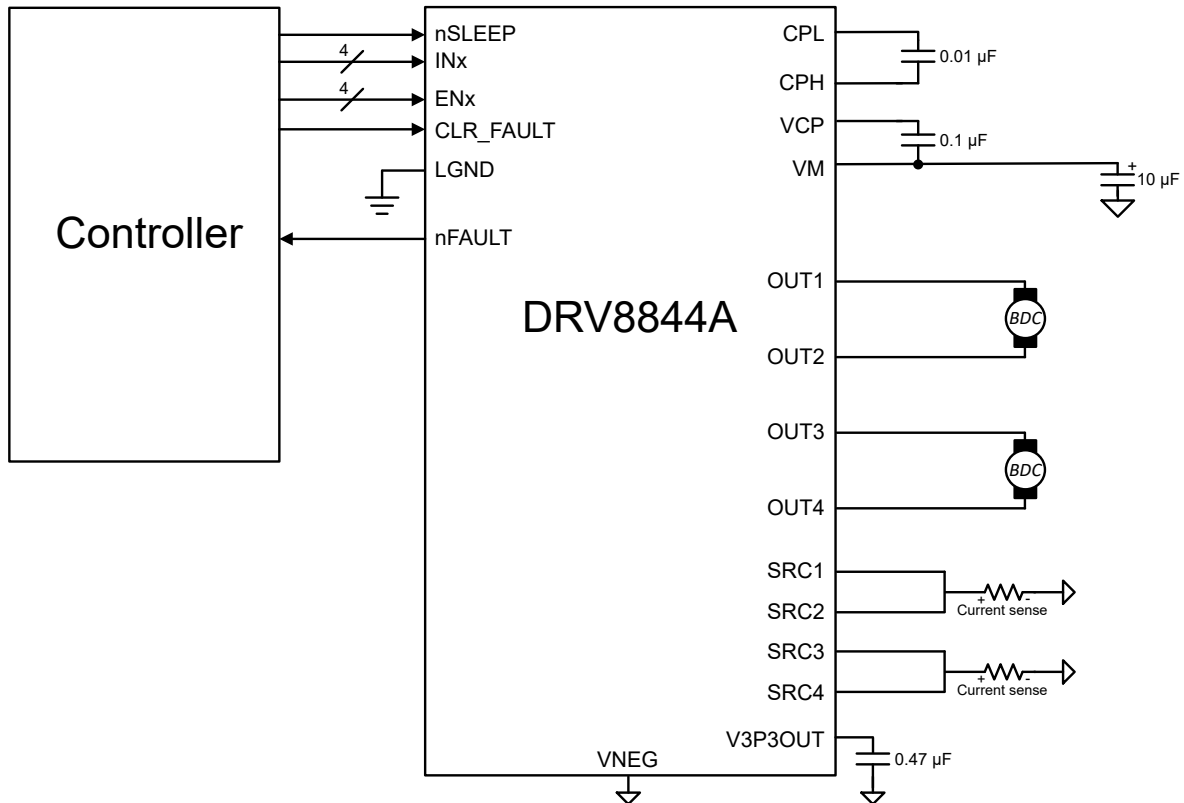 nSLEEP
4
INx
4
ENx
CLR_FAULT
LGND
nFAULT
Controller
DRV8844A
CPL
0.01 µF
CPH
VCP
0.1 µF
VM
+
10 µF
OUT1
BDC
OUT2
OUT3
BDC
OUT4
SRC1
+ -
Current sense
SRC2
SRC3
+ -
Current sense
SRC4
V3P3OUT
0.47 µF
VNEG